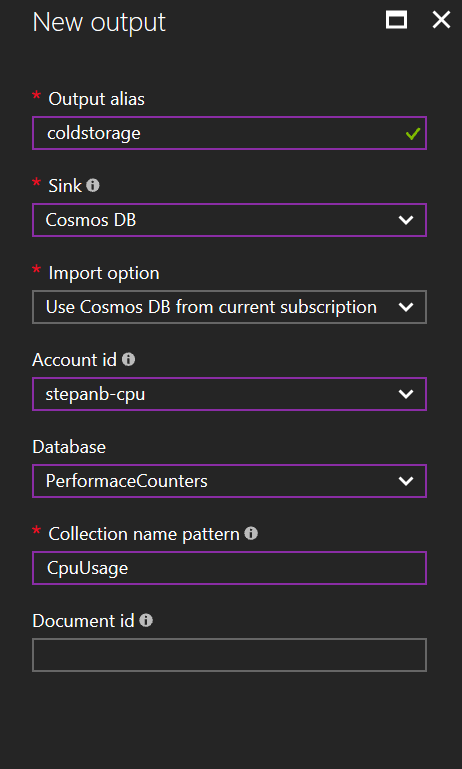 New output
* Output alias
coldstorage
* Sink
Cosmos DB
* Import option
Use Cosmos DB from current subscription
Account id
stepanb-cpu
Database
PerformaceCounters
* Collection name pattern
CpuUsage
Document id